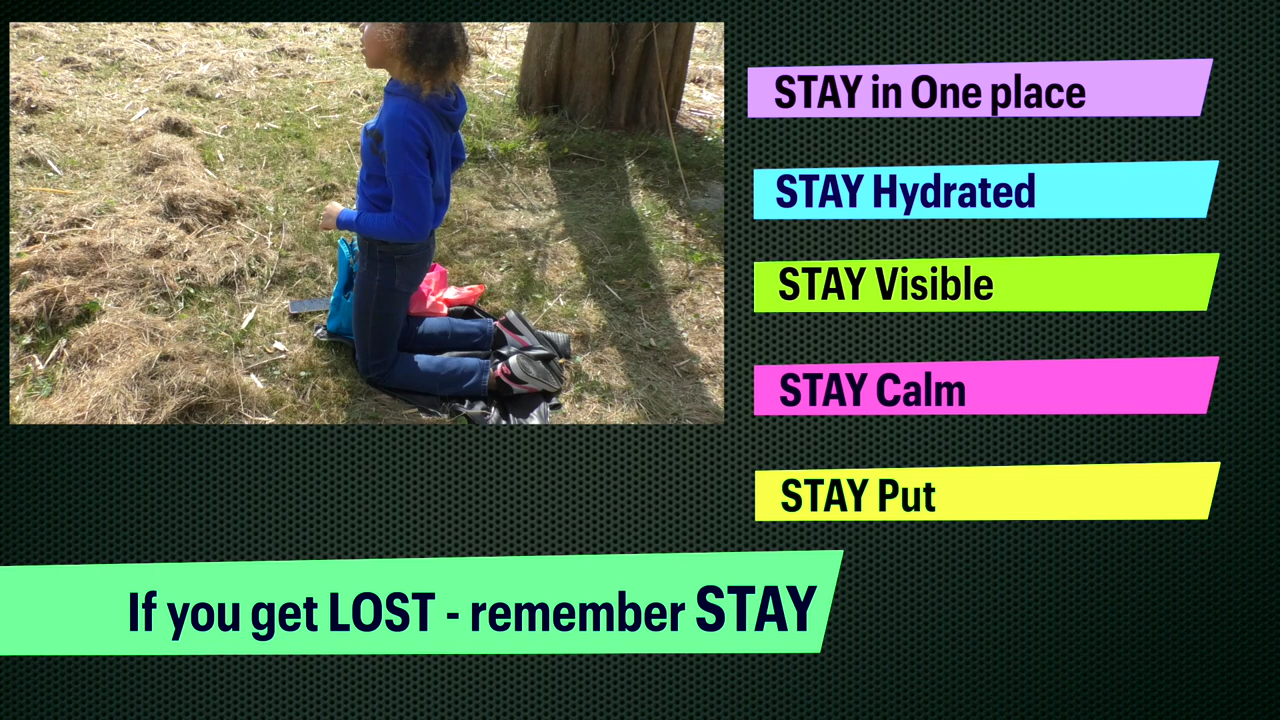 STAY in One place
STAY Hydrated
STAY Visible
STAY Calm
STAY Put
If you get LOST - remember STAY